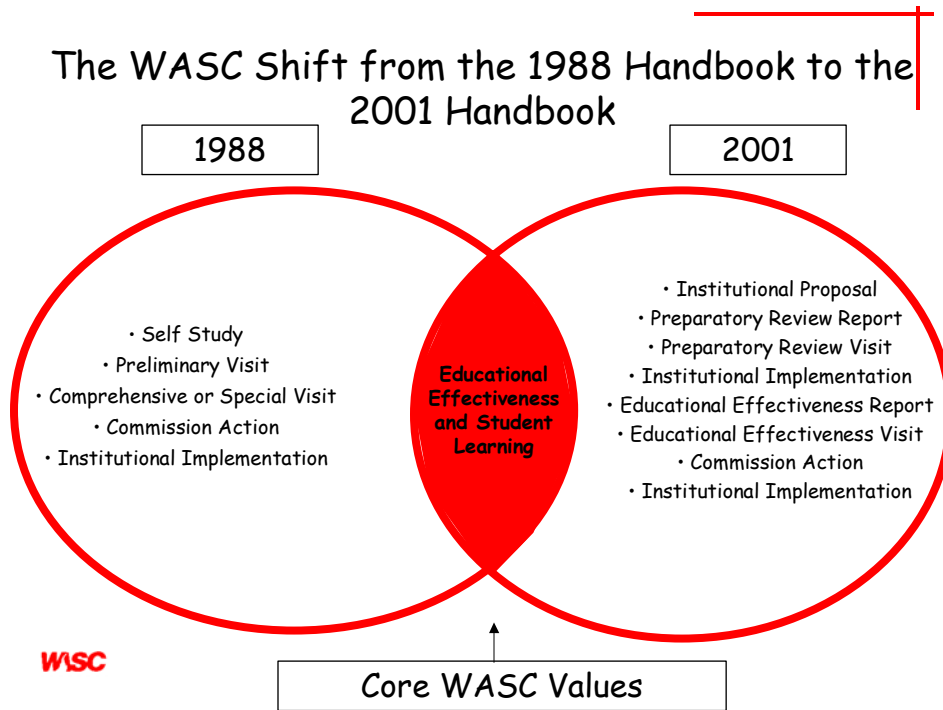 The WASC Shift from the 1988 Handbook to the
2001 Handbook
1988
2001
• Self Study
• Preliminary Visit
• Comprehensive or Special Visit
• Commission Action
• Institutional Implementation
Educational
Effectiveness
and Student
Learning
• Institutional Proposal
• Preparatory Review Report
• Preparatory Review Visit
• Institutional Implementation
• Educational Effectiveness Report
• Educational Effectiveness Visit
• Commission Action
• Institutional Implementation
WASC
Core WASC Values